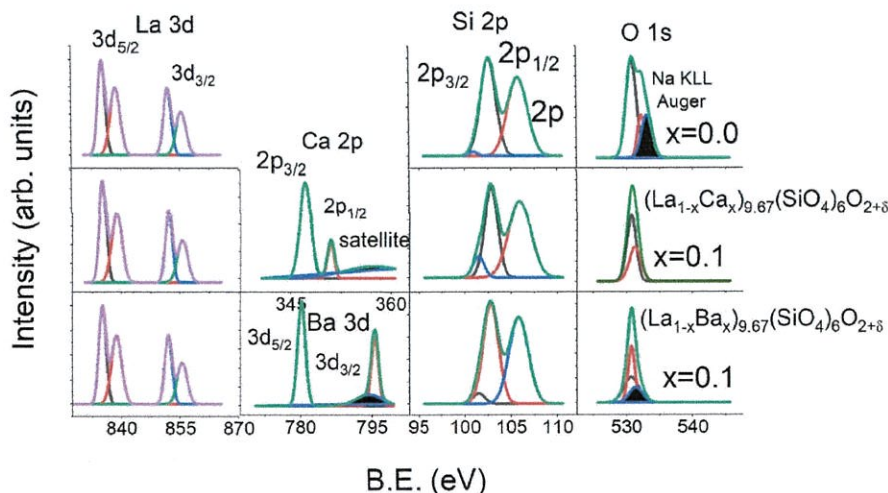 La 3d
Si 2p
O 1s
3d5/2
3d3/2
2p3/2
2p1/2
2p
Na KLL
Auger
x=0.0
Ca 2p
2p3/2
2p1/2
satellite
(La1-xCax)9.67(SiO4)6O2+δ
x=0.1
345
360
Ba 3d
3d5/2
3d3/2
(La1-xBax)9.67(SiO4)6O2+δ
x=0.1
Intensity (arb. units)
840 855 870 780 795 95 100 105 110 530 540
B.E. (eV)